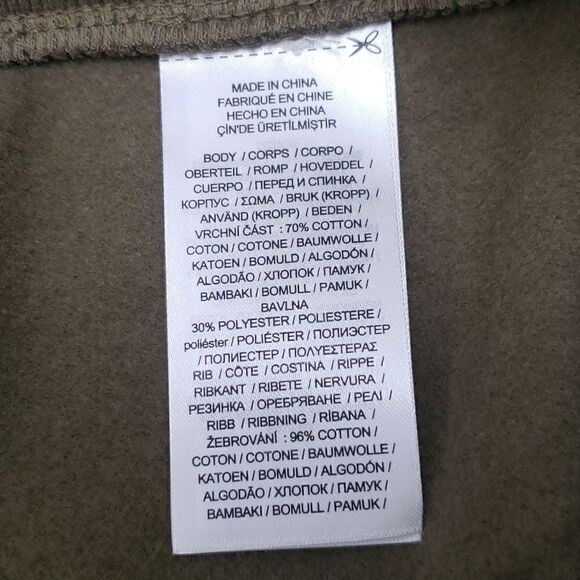 MADE IN CHINA
FABRIQUÉ EN CHINE
HECHO EN CHINA
ÇİN'DE ÜRETİLMİŞTİR
BODY / CORPS / CORPO /
OBERTEIL / ROMP / HOVEDDEL /
CUERPO / ПЕРЕД И СПИНКА /
КОРПУС / ΣΩΜΑ / BRUK (KROPP) /
ANVÄND (KROPP) / BEDEN /
VRCHNÍ ČÁST : 70% COTTON /
COTON / COTONE / BAUMWOLLE /
KATOEN / BOMULD / ALGODÓN /
ALGODÃO / ХЛОПОК / ПАМУК /
BAMBAKI / BOMULL / PAMUK /
BAVLNA
30% POLYESTER / POLIESTERE /
poliéster / POLIÉSTER / ПОЛИЭСТЕР
/ ПОЛИЕСТЕР / ΠΟΛΥΕΣΤΕΡΑΣ
RIB / CÔTE / COSTINA / RIPPE /
RIBKANT / RIBETE / NERVURA /
РЕЗИНКА / ОРЕБРЯВАНЕ / ΡΕΛΙ /
RIBB / RIBBNING / RİBANA /
ŽEBROVÁNÍ : 96% COTTON /
COTON / COTONE / BAUMWOLLE /
KATOEN / BOMULD / ALGODÓN /
ALGODÃO / ХЛОПОК / ПАМУК /
BAMBAKI / BOMULL / PAMUK /